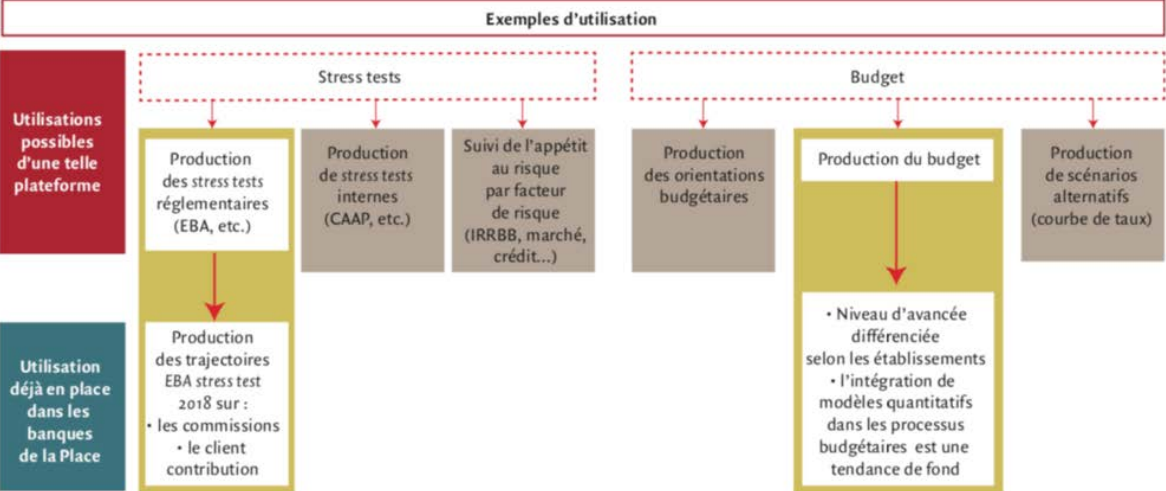 Exemples d'utilisation
Utilisations
possibles
d'une telle
plateforme
Stress tests
Production
des stress tests
réglementaires
(EBA, etc.)
Production
de stress tests
internes
(CAAP, etc.)
Suivi de l'appétit
au risque
par facteur
de risque
(IRRBB, marché,
crédit...)
Budget
Production
des orientations
budgétaires
Production du budget
Production
de scénarios
alternatifs
(courbe de taux)
Utilisation
déjà en place
dans les
banques
de la Place
Production
des trajectoires
EBA stress test
2018 sur :
• les commissions
• le client
contribution
• Niveau d'avancée
différenciée
selon les établissements
• l'intégration de
modèles quantitatifs
dans les processus
budgétaires est une
tendance de fond